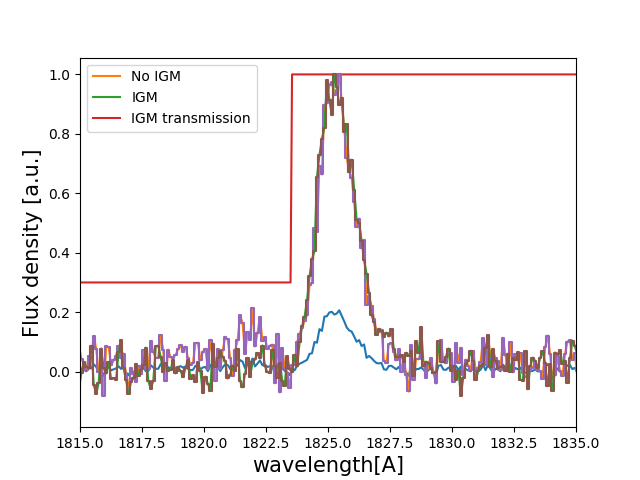 No IGM
IGM
IGM transmission
1.0
0.8
0.6
0.4
0.2
0.0
Flux density [a.u.]
1815.0 1817.5 1820.0 1822.5 1825.0 1827.5 1830.0 1832.5 1835.0
wavelength[A]